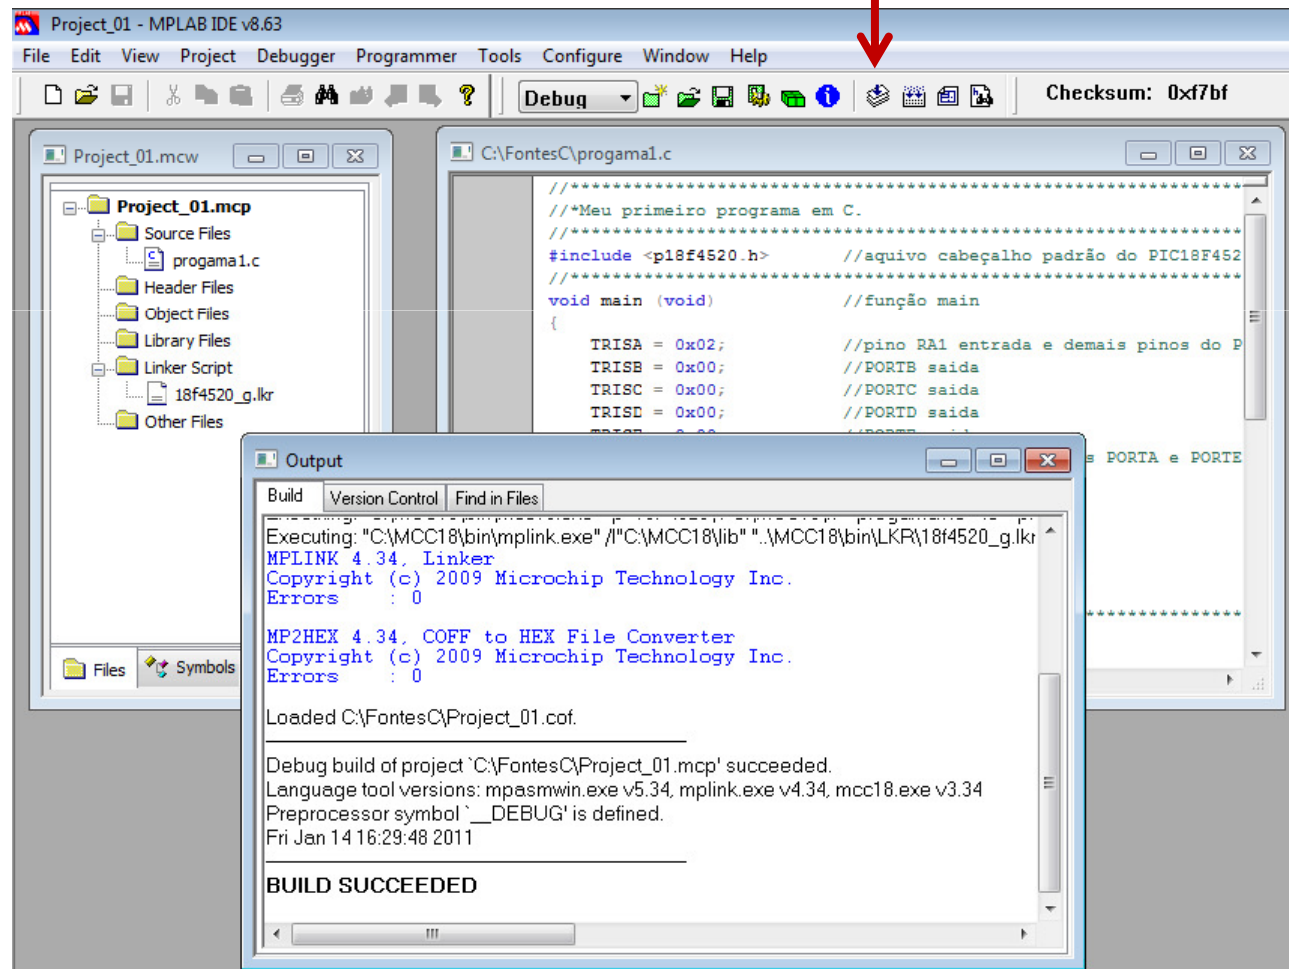 Project_01 - MPLAB IDE v8.63
File Edit View Project Debugger Programmer Tools Configure Window Help
Debug
Checksum: 0xf7bf
Project_01.mcw
Project_01.mcp
Source Files
progama1.c
Header Files
Object Files
Library Files
Linker Script
18f4520_g.lkr
Other Files
Files
Symbols
C:\FontesC\progama1.c
//****************************************************************
//*Meu primeiro programa em C.
//****************************************************************
#include <p18f4520.h> //aquivo cabeçalho padrão do PIC18F452
//****************************************************************
void main (void) //função main
{
TRISA = 0x02; //pino RA1 entrada e demais pinos do P
TRISB = 0x00; //PORTB saida
TRISC = 0x00; //PORTC saida
TRISD = 0x00; //PORTD saida
s PORTA e PORTE
***************
Output
Build
Version Control
Find in Files
Executing: "C:\MCC18\bin\mplink.exe" /l"C:\MCC18\lib" "..\MCC18\bin\LKR\18f4520_g.lkr
MPLINK 4.34, Linker
Copyright (c) 2009 Microchip Technology Inc.
Errors : 0
MP2HEX 4.34, COFF to HEX File Converter
Copyright (c) 2009 Microchip Technology Inc.
Errors : 0
Loaded C:\FontesC\Project_01.cof.
Debug build of project `C:\FontesC\Project_01.mcp' succeeded.
Language tool versions: mpasmwin.exe v5.34, mplink.exe v4.34, mcc18.exe v3.34
Preprocessor symbol `__DEBUG' is defined.
Fri Jan 14 16:29:48 2011
BUILD SUCCEEDED